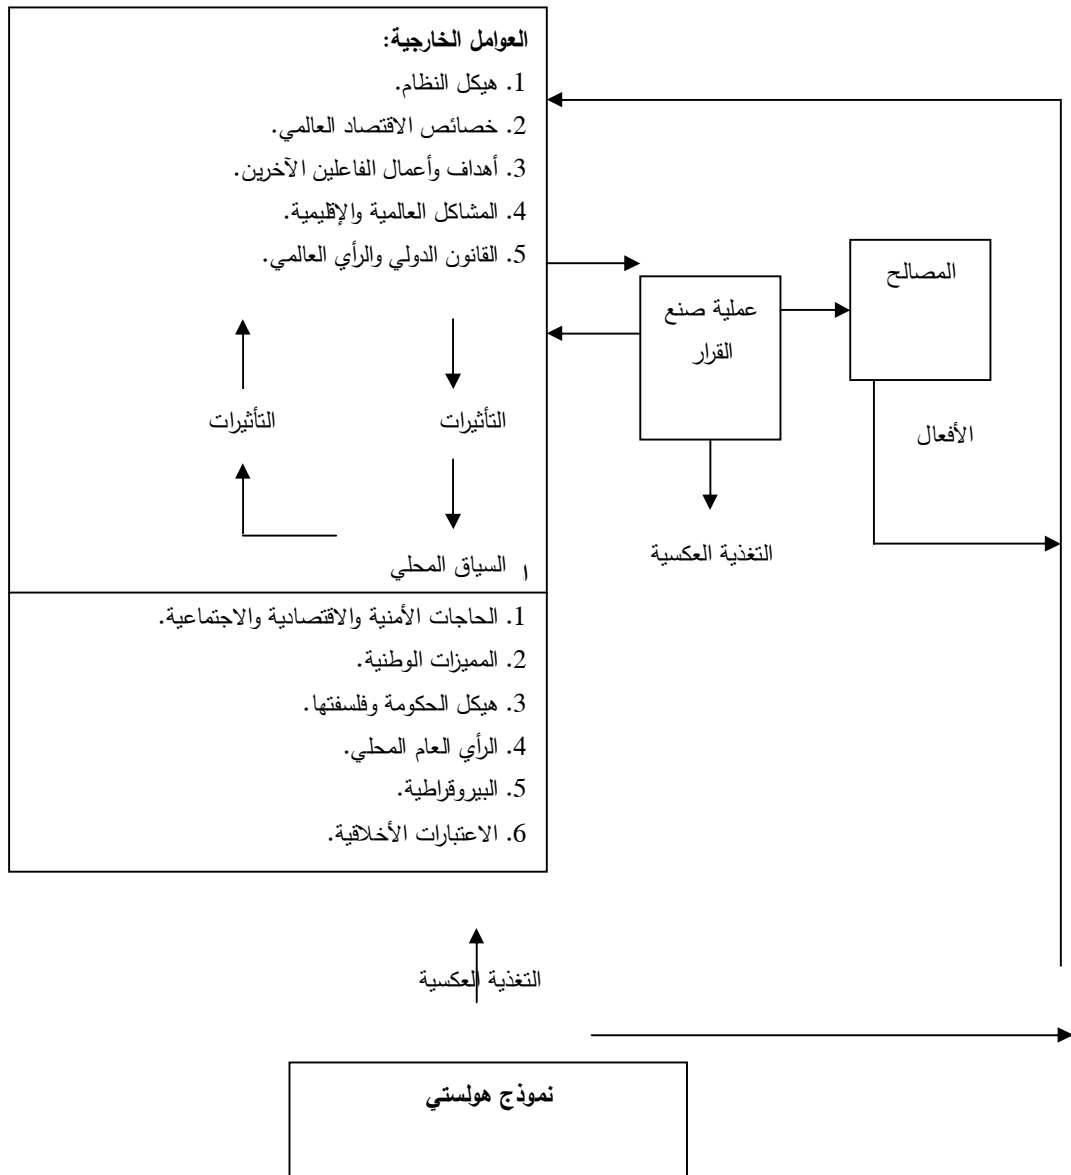 العوامل الخارجية:
1. هيكل النظام.
2. خصائص الاقتصاد العالمي.
3. أهداف وأعمال الفاعلين الآخرين.
4. المشاكل العالمية والإقليمية.
5. القانون الدولي والرأي العالمي.
المصالح
عملية صنع
القرار
التأثيرات
التأثيرات
الأفعال
التغذية العكسية
ا السياق المحلي
1. الحاجات الأمنية والاقتصادية والاجتماعية.
2. المميزات الوطنية.
3. هيكل الحكومة وفلسفتها.
4. الرأي العام المحلي.
5. البيروقراطية.
6. الاعتبارات الأخلاقية.
التغذية العكسية
نموذج هولستي